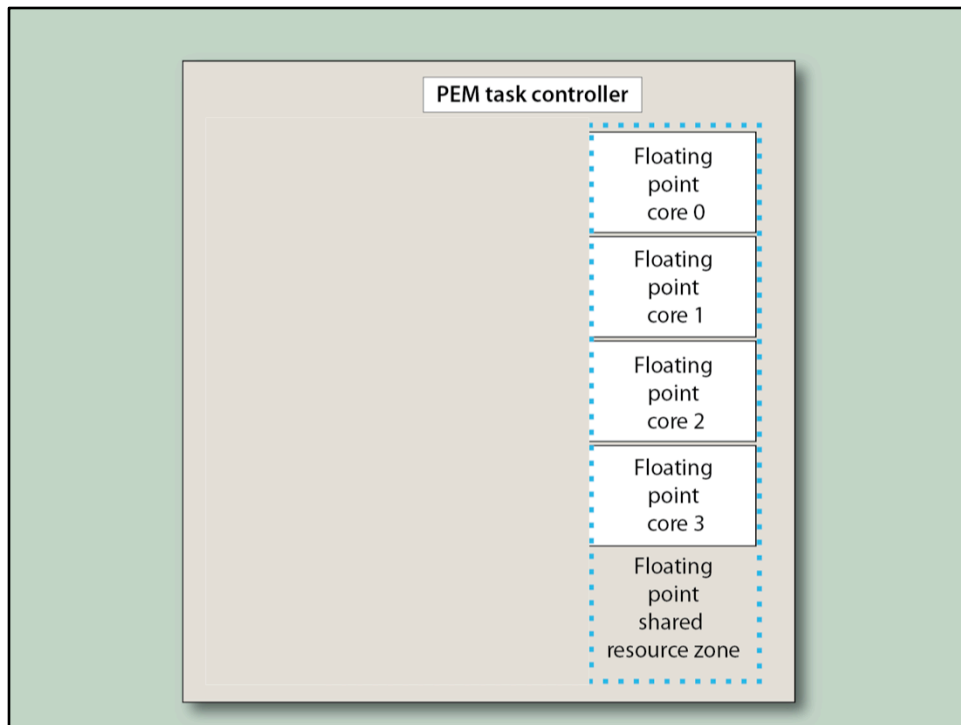 PEM task controller
Floating
point
core 0
Floating
point
core 1
Floating
point
core 2
Floating
point
core 3
Floating
point
shared
resource zone